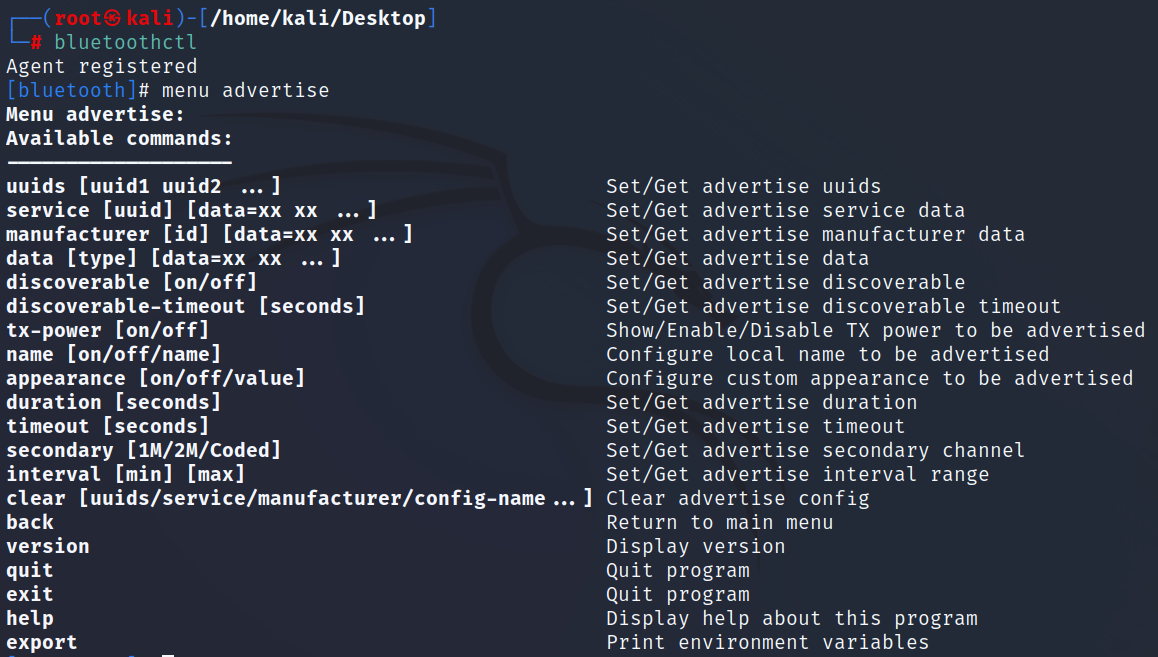 ┌──(root㉿kali)-[/home/kali/Desktop]
└─# bluetoothctl
Agent registered
[bluetooth]# menu advertise
Menu advertise:
Available commands:
-------------------
uuids [uuid1 uuid2 ...] Set/Get advertise uuids
service [uuid] [data=xx xx ...] Set/Get advertise service data
manufacturer [id] [data=xx xx ...] Set/Get advertise manufacturer data
data [type] [data=xx xx ...] Set/Get advertise data
discoverable [on/off] Set/Get advertise discoverable
discoverable-timeout [seconds] Set/Get advertise discoverable timeout
tx-power [on/off] Show/Enable/Disable TX power to be advertised
name [on/off/name] Configure local name to be advertised
appearance [on/off/value] Configure custom appearance to be advertised
duration [seconds] Set/Get advertise duration
timeout [seconds] Set/Get advertise timeout
secondary [1M/2M/Coded] Set/Get advertise secondary channel
interval [min] [max] Set/Get advertise interval range
clear [uuids/service/manufacturer/config-name...] Clear advertise config
back Return to main menu
version Display version
quit Quit program
exit Quit program
help Display help about this program
export Print environment variables